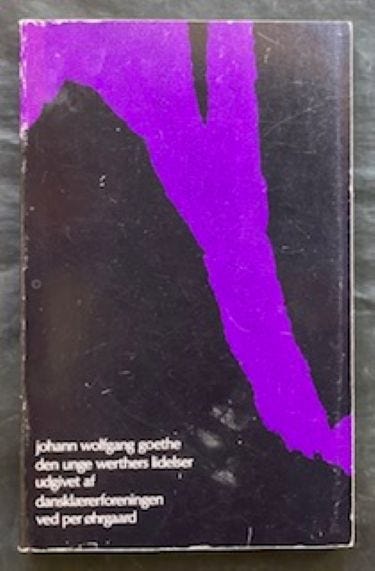 johann wolfgang goethe
den unge werthers lidelser
udgivet af
dansklærerforeningen
ved per øhrgaard